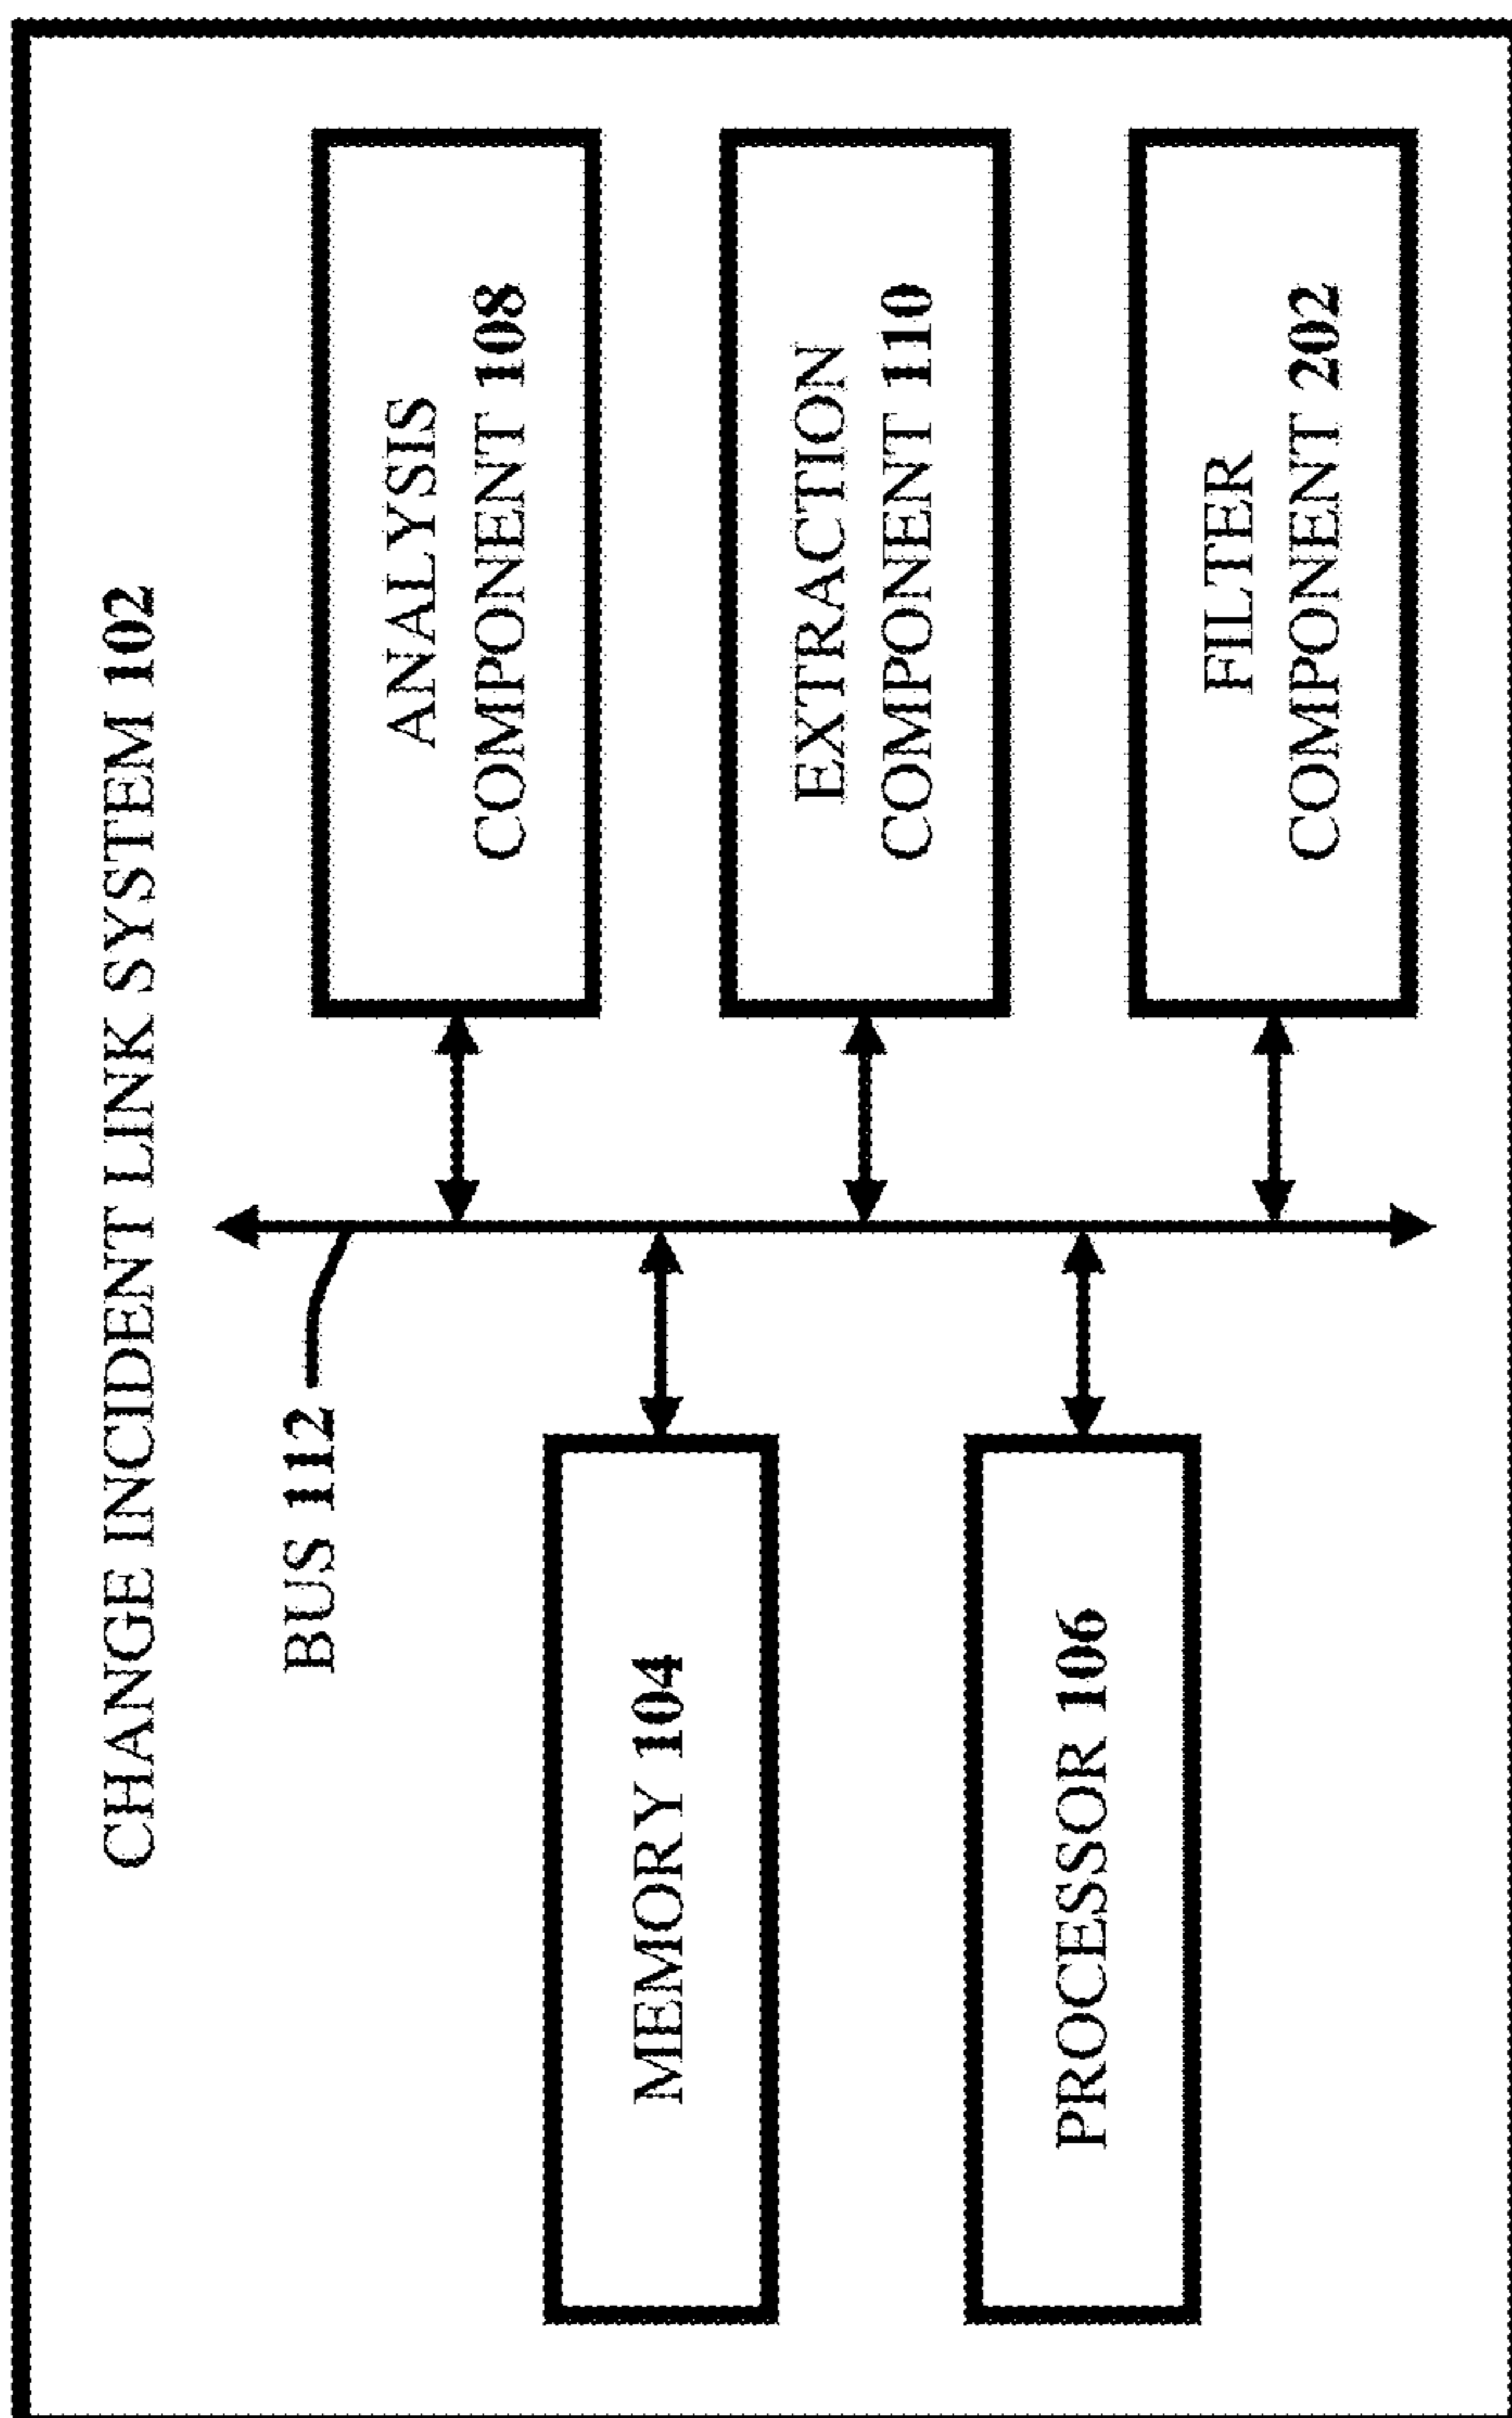 CHANGE INCIDENT LINK SYSTEM 102
BUS 112
MEMORY 104
PROCESSOR 106
ANALYSIS
COMPONENT 108
EXTRACTION
COMPONENT 110
FILTER
COMPONENT 202